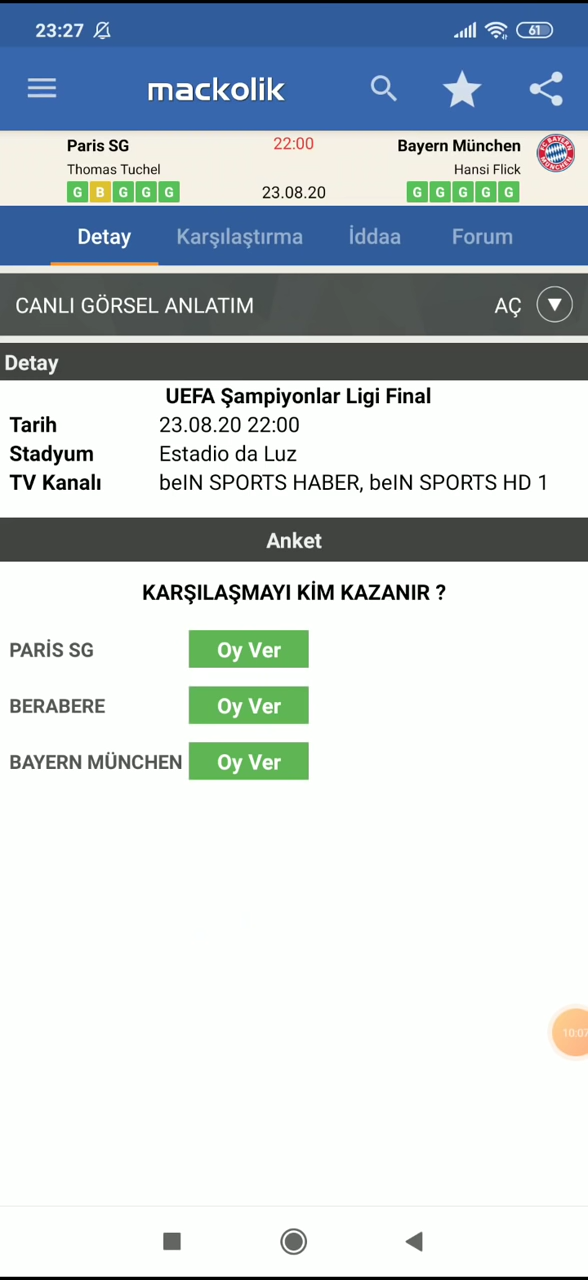 23:27
61
mackolik
Paris SG
22:00
Bayern München
Thomas Tuchel
Hansi Flick
G B G G G
23.08.20
G G G G G
Detay
Karşılaştırma
İddaa
Forum
CANLI GÖRSEL ANLATIM
AÇ
Detay
UEFA Şampiyonlar Ligi Final
Tarih 23.08.20 22:00
Stadyum Estadio da Luz
TV Kanalı beIN SPORTS HABER, beIN SPORTS HD 1
Anket
KARŞILAŞMAYI KİM KAZANIR ?
PARİS SG Oy Ver
BERABERE Oy Ver
BAYERN MÜNCHEN Oy Ver
10:07